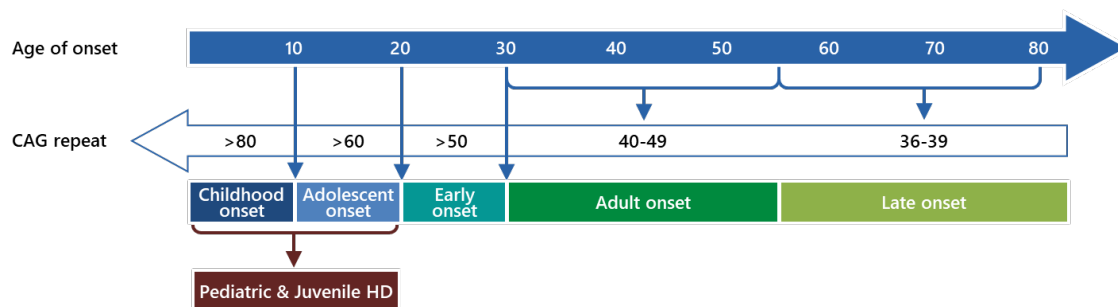 Age of onset 10 20 30 40 50 60 70 80
CAG repeat >80 >60 >50 40-49 36-39
Childhood onset
Adolescent onset
Early onset
Adult onset
Late onset
Pediatric & Juvenile HD